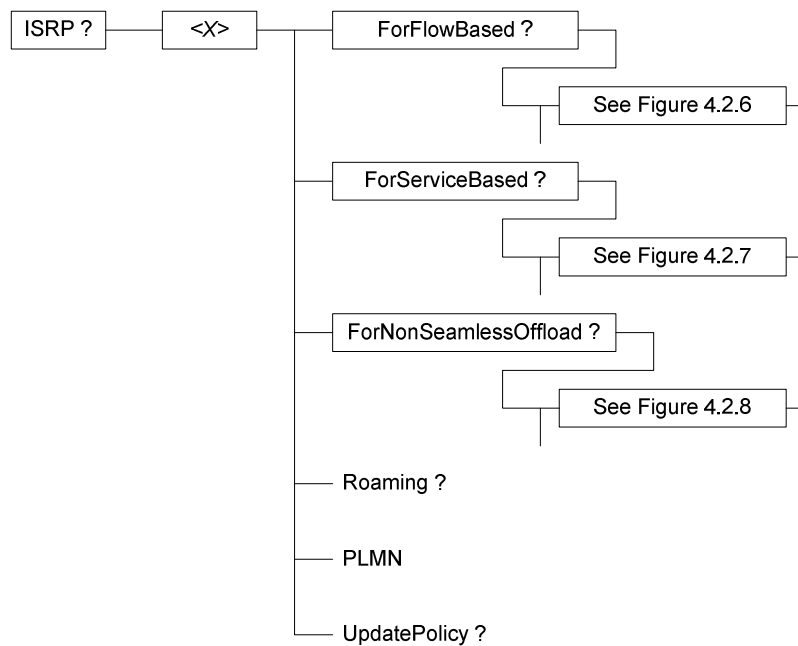 ISRP ?
<X>
ForFlowBased ?
See Figure 4.2.6
ForServiceBased ?
See Figure 4.2.7
ForNonSeamlessOffload ?
See Figure 4.2.8
Roaming ?
PLMN
UpdatePolicy ?